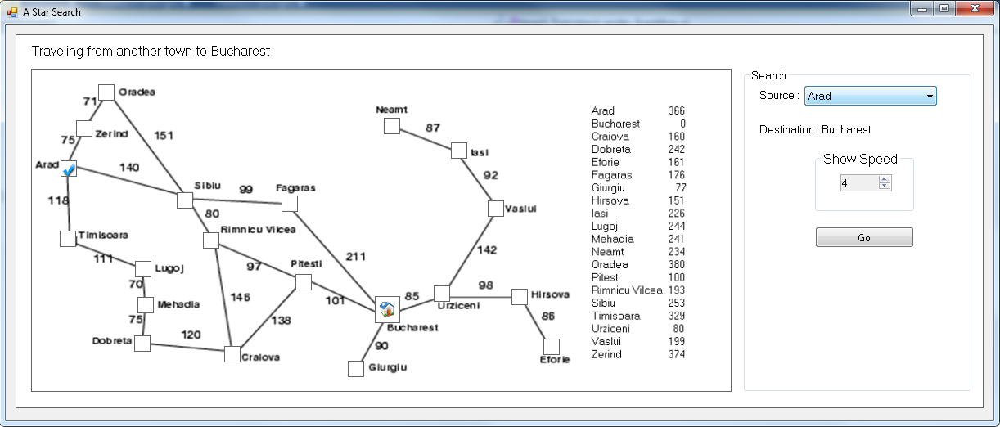 A Star Search
Traveling from another town to Bucharest
Oradea
71
Neamt
87
Zerind
151
75
Iasi
Arad
140
92
Sibiu
99
Fagaras
118
Vaslui
80
Timisoara
Rimnicu Vilcea
111
142
211
Lugoj
97
Pitesti
70
98
Mehadia
146
101
85
Hirsova
Urziceni
75
138
86
Dobreta
120
Bucharest
90
Craiova
Eforie
Giurgiu
Arad 366
Bucharest 0
Craiova 160
Dobreta 242
Eforie 161
Fagaras 176
Giurgiu 77
Hirsova 151
Iasi 226
Lugoj 244
Mehadia 241
Neamt 234
Oradea 380
Pitesti 100
Rimnicu Vilcea 193
Sibiu 253
Timisoara 329
Urziceni 80
Vaslui 199
Zerind 374
Search
Source : Arad
Destination : Bucharest
Show Speed
4
Go